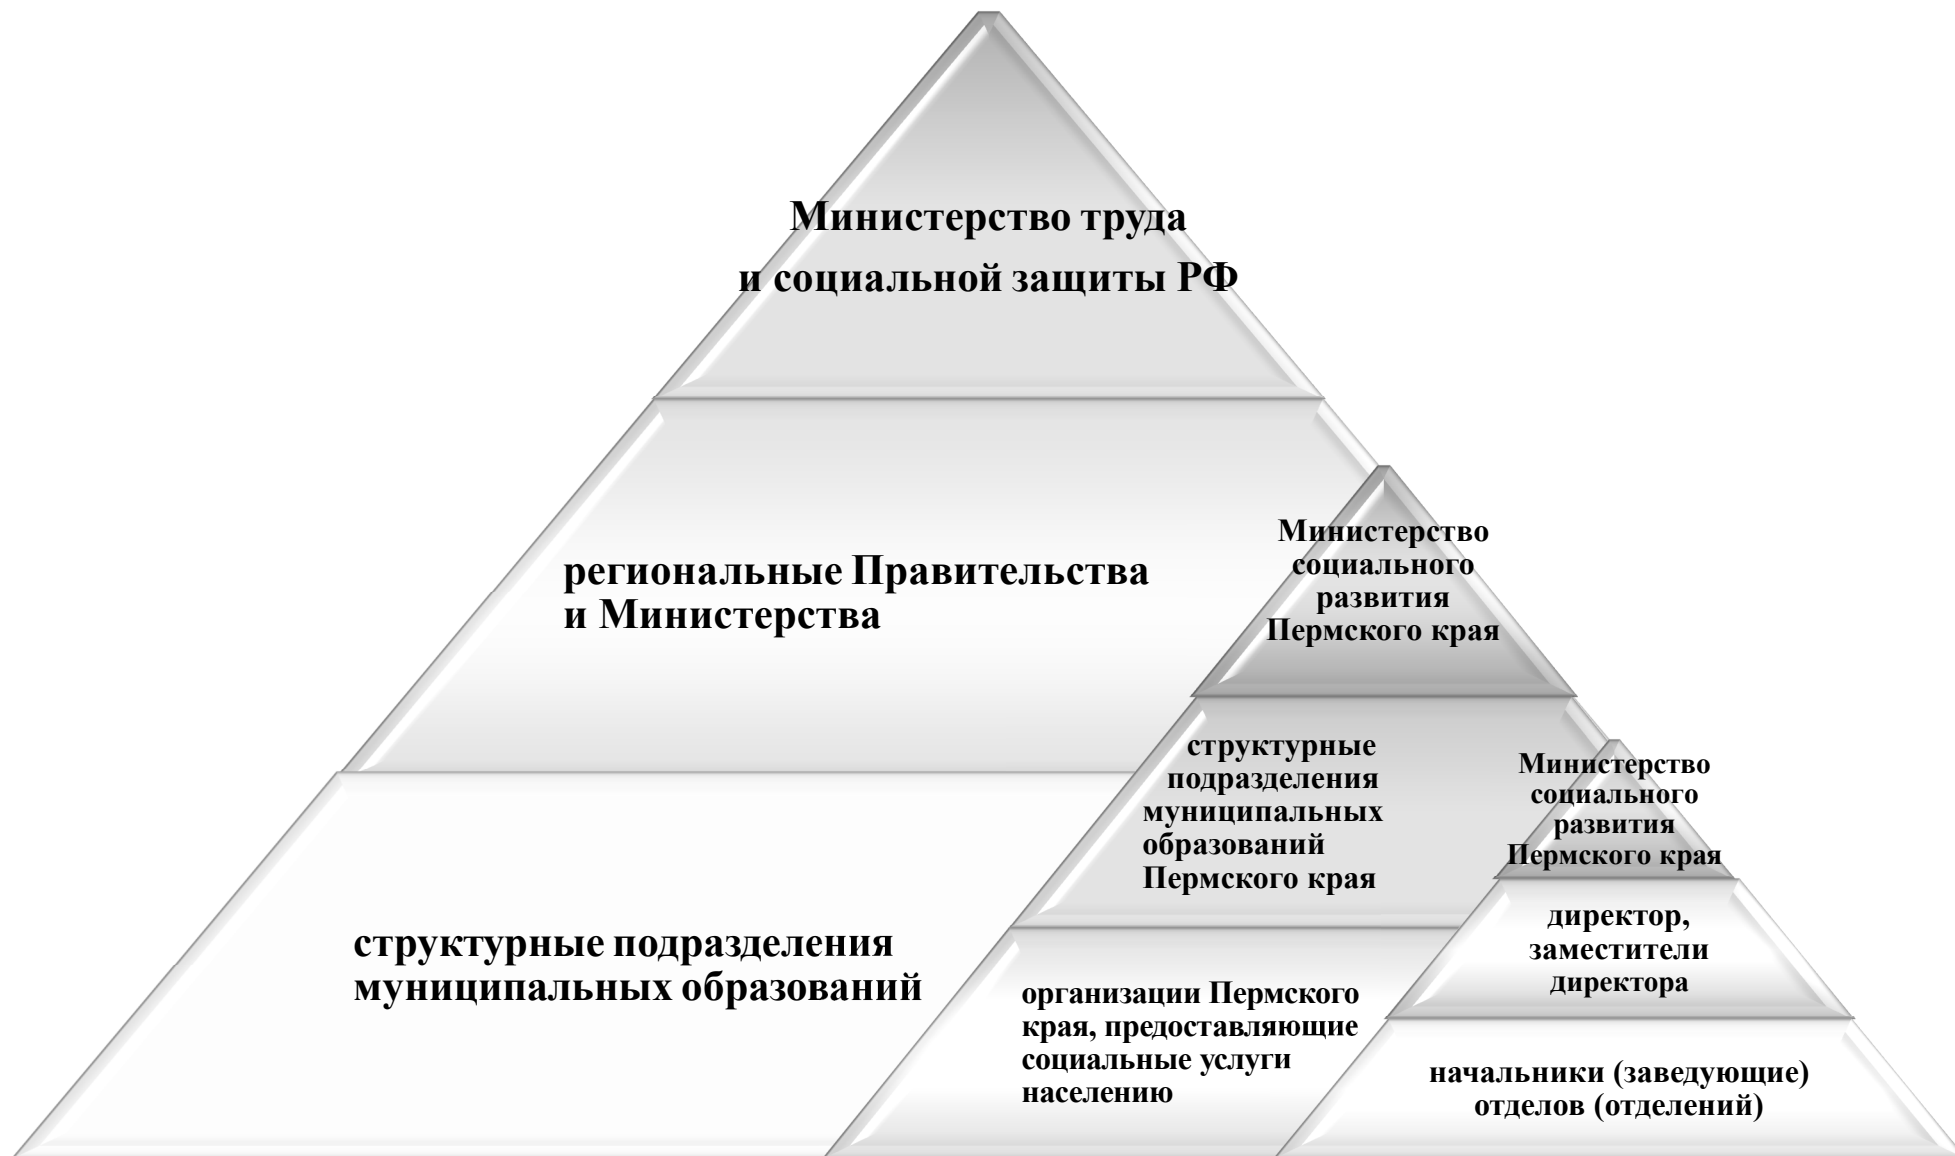 Министерство труда
и социальной защиты РФ
региональные Правительства
и Министерства
структурные подразделения
муниципальных образований
Министерство
социального
развития
Пермского края
структурные
подразделения
муниципальных
образований
Пермского края
организации Пермского
края, предоставляющие
социальные услуги
населению
Министерство
социального
развития
Пермского края
директор,
заместители
директора
начальники (заведующие)
отделов (отделений)